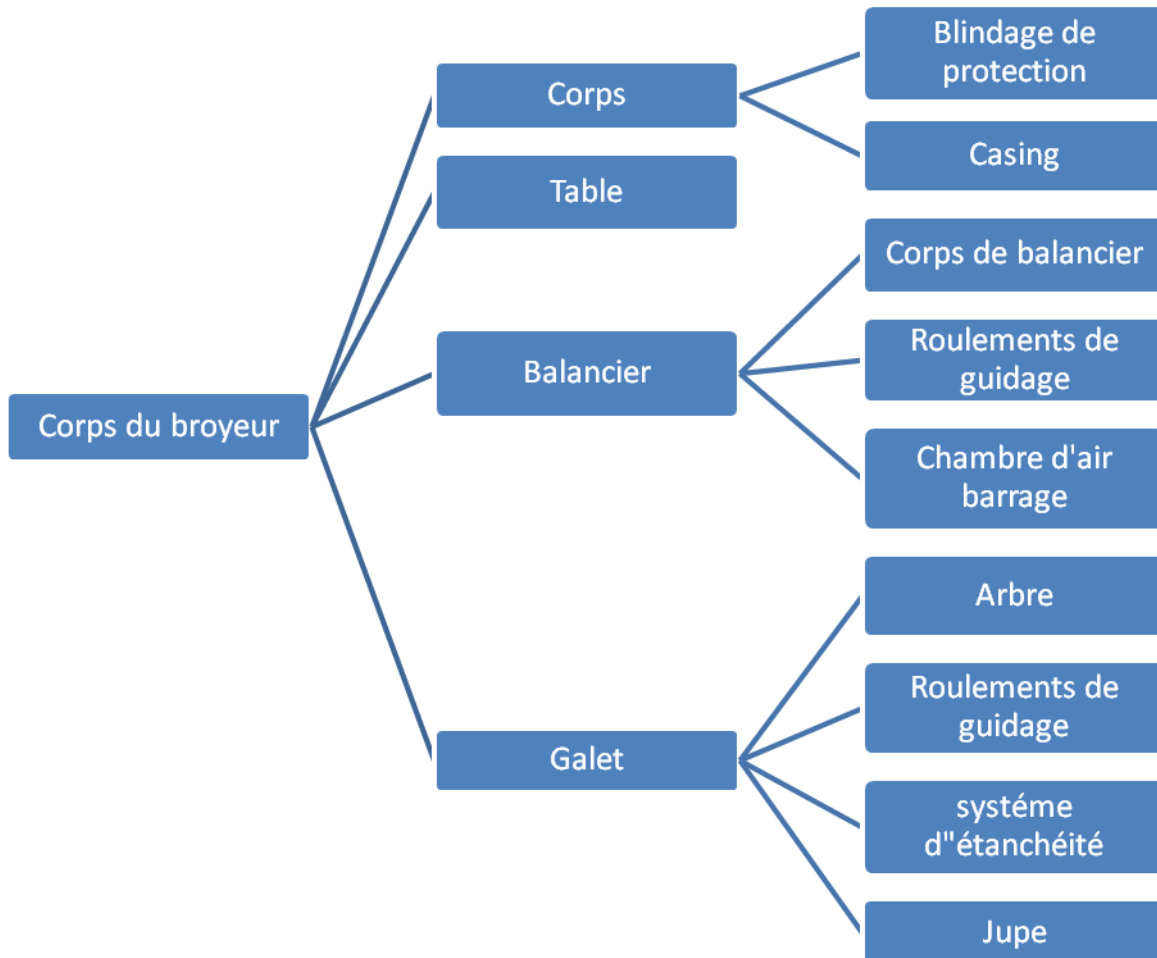 Corps du broyeur
Corps
Table
Balancier
Galet
Blindage de
protection
Casing
Corps de balancier
Roulements de
guidage
Chambre d'air
barrage
Arbre
Roulements de
guidage
systéme
d"étanchéité
Jupe